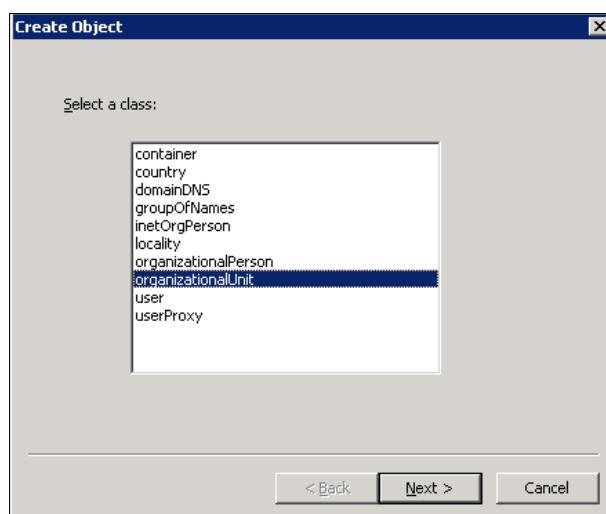 Create Object
Select a class:
container
country
domainDNS
groupOfNames
inetOrgPerson
locality
organizationalPerson
organizationalUnit
user
userProxy
< Back
Next >
Cancel